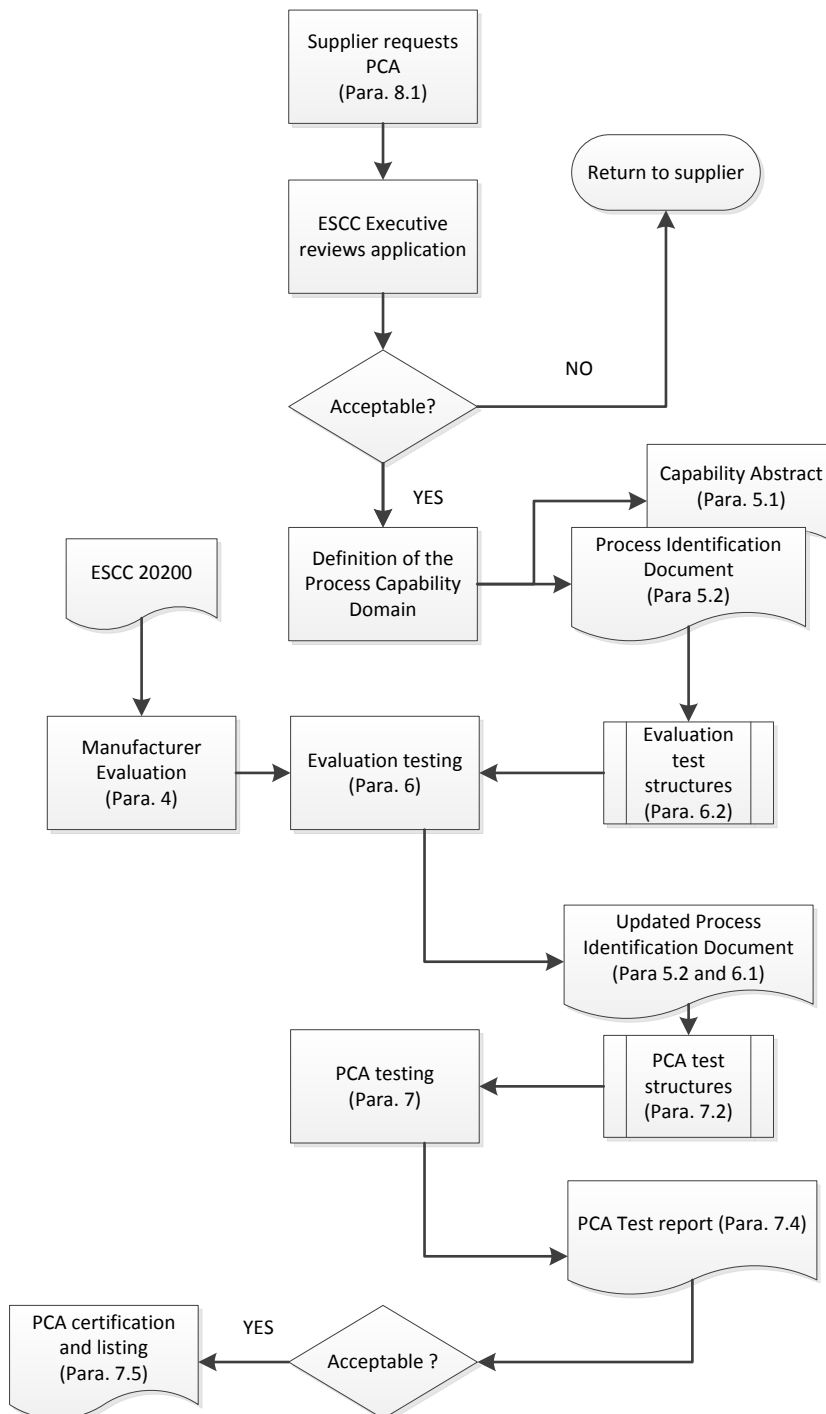 Supplier requests
PCA
(Para. 8.1)
Return to supplier
ESCC Executive
reviews application
NO
Acceptable?
YES
Capability Abstract
(Para. 5.1)
Definition of the
Process Capability
Domain
Process Identification
Document
(Para 5.2)
ESCC 20200
Manufacturer
Evaluation
(Para. 4)
Evaluation testing
(Para. 6)
Evaluation
test
structures
(Para. 6.2)
Updated Process
Identification Document
(Para 5.2 and 6.1)
PCA testing
(Para. 7)
PCA test
structures
(Para. 7.2)
PCA Test report (Para. 7.4)
PCA certification
and listing
(Para. 7.5)
YES
Acceptable ?